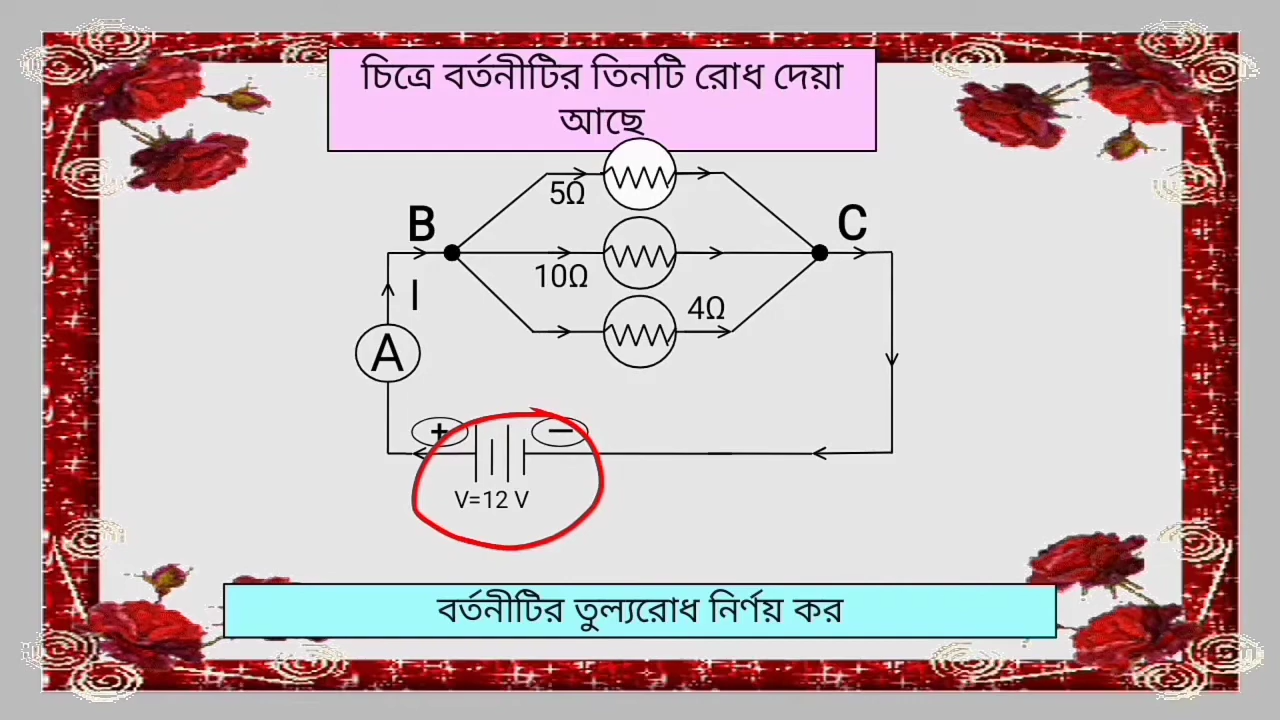 চিত্রে বর্তনীটির তিনটি রোধ দেয়া
আছে
5Ω
B
C
10Ω
I
4Ω
A
+
−
V=12 V
বর্তনীটির তুল্যরোধ নির্ণয় কর